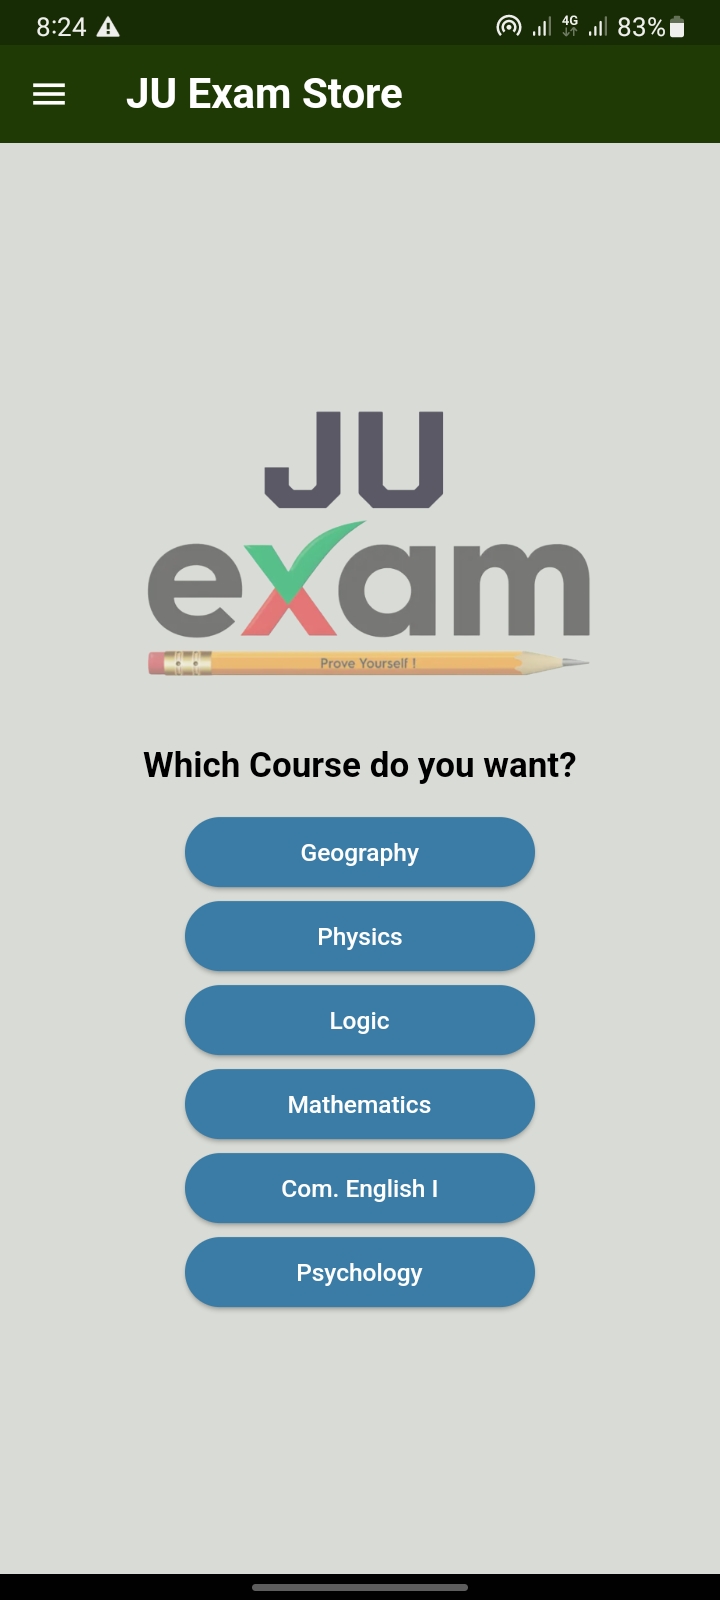 8:24 4G 83%
JU Exam Store
JU
exam
Prove Yourself !
Which Course do you want?
Geography
Physics
Logic
Mathematics
Com. English I
Psychology